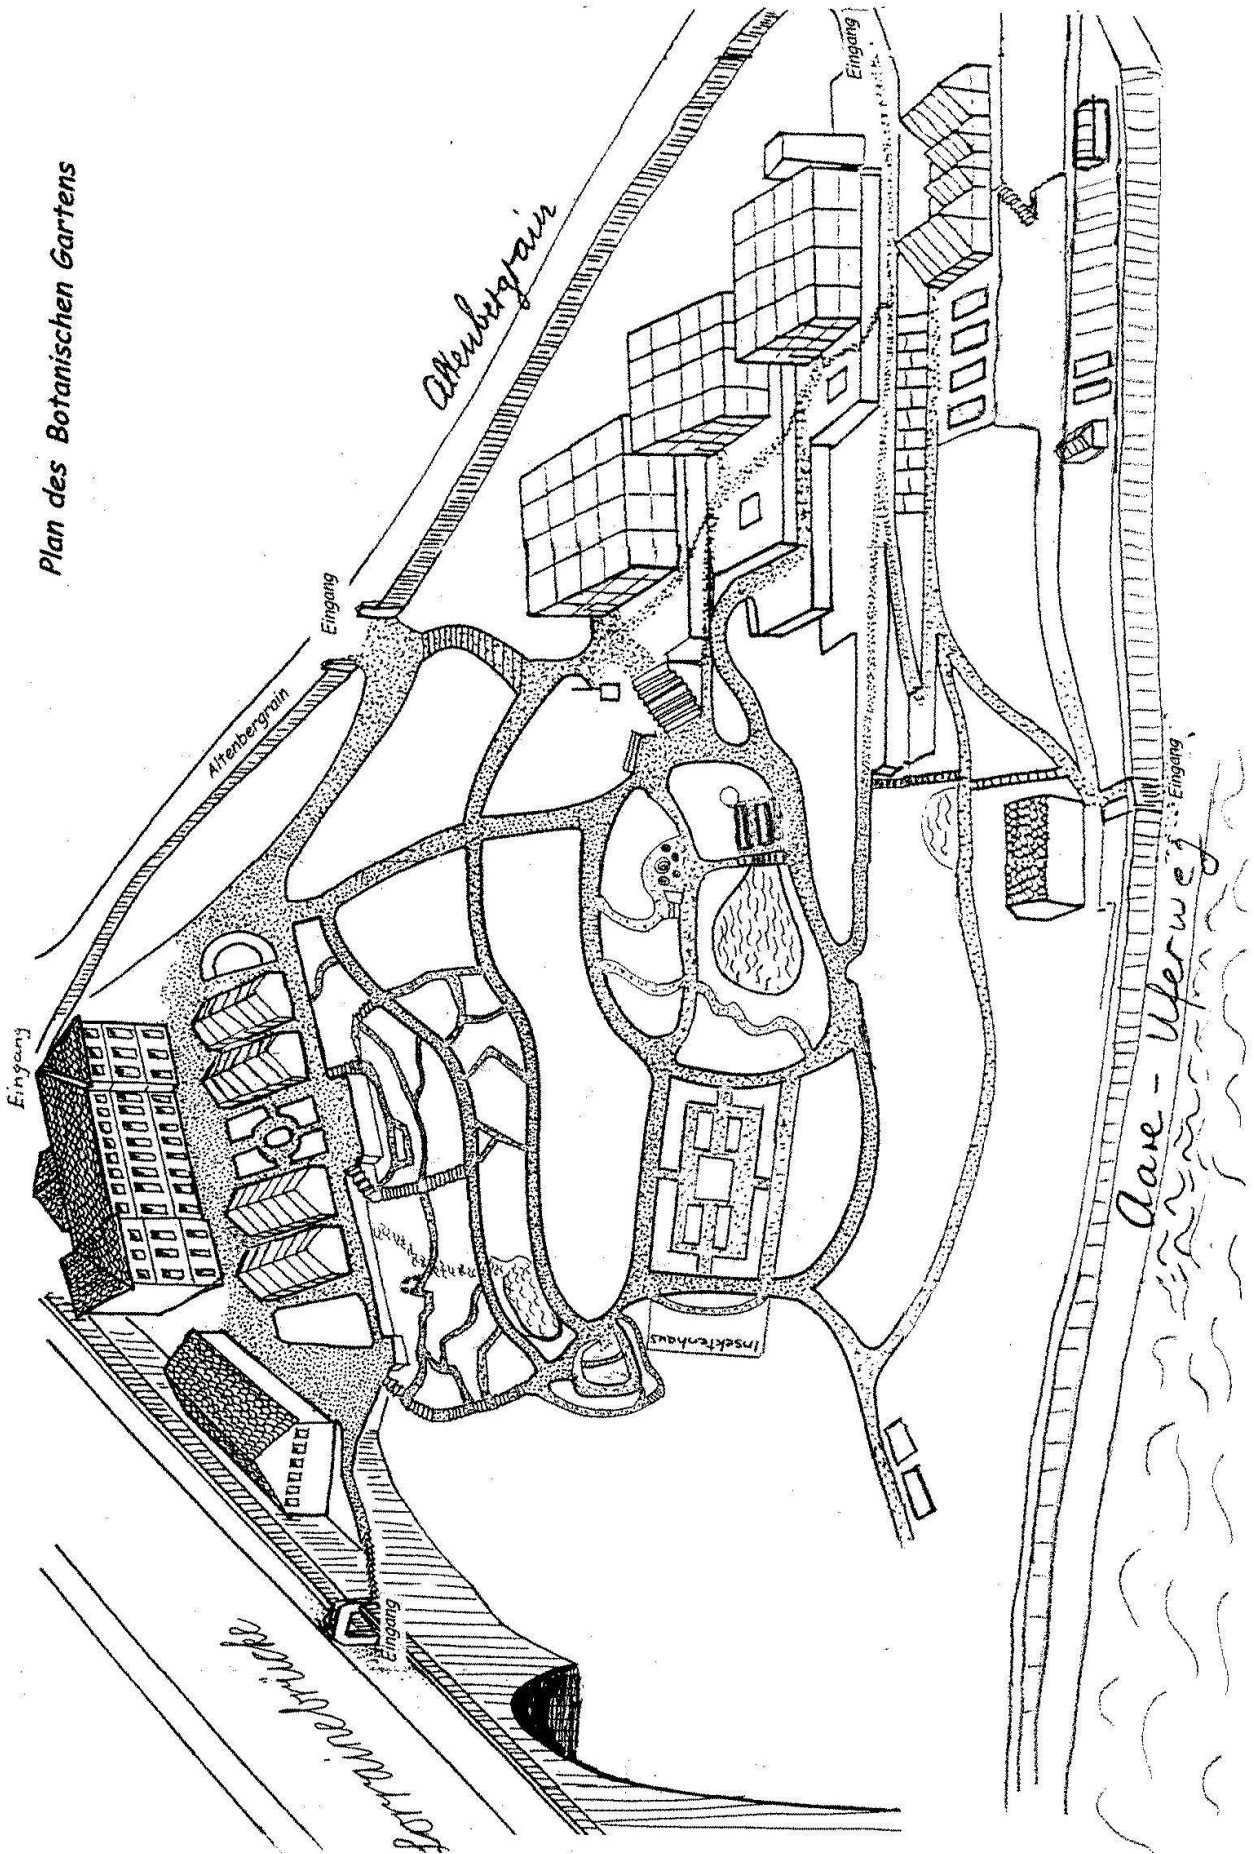 Plan des Botanischen Gartens
Eingang
Altenbergrain
Eingang
Altenbergrain
Eingang
Insektenhaus
Eingang
Lorrainebrücke
Eingang
Aare - Uferweg